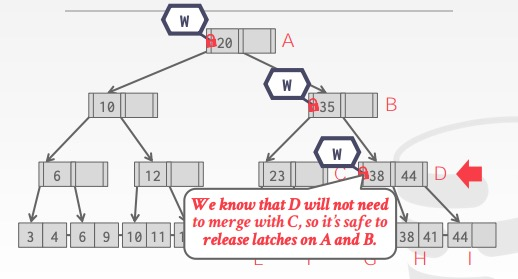 W
20 A
W
10 35 B
W
6 12 23 C 38 44 D
We know that D will not need
to merge with C, so it's safe to
release latches on A and B.
3 4 6 9 10 11 38 41 44
H I